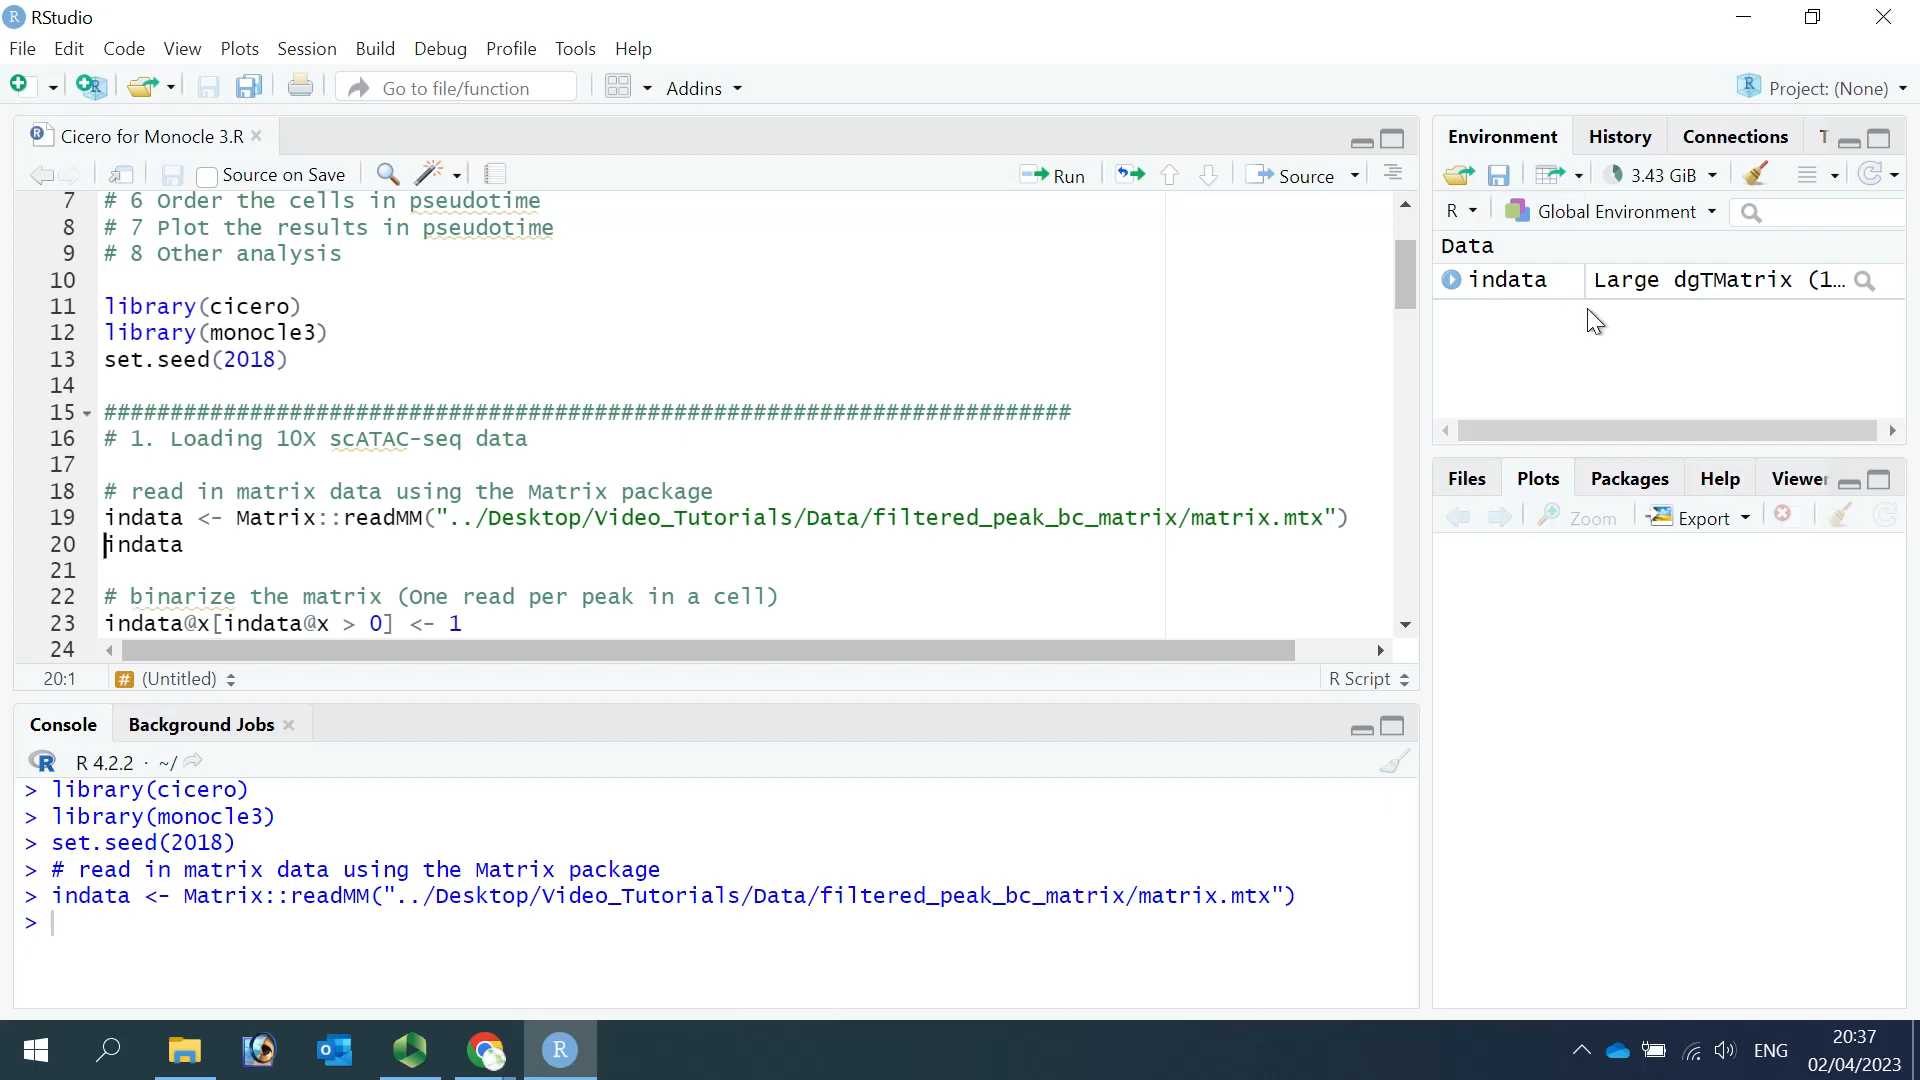 RStudio
File Edit Code View Plots Session Build Debug Profile Tools Help
Go to file/function Addins Project: (None)
Cicero for Monocle 3.R
Source on Save Run Source
7 # 6 Order the cells in pseudotime
8 # 7 Plot the results in pseudotime
9 # 8 Other analysis
10
11 library(cicero)
12 library(monocle3)
13 set.seed(2018)
14
15 #########################################################################
16 # 1. Loading 10X scATAC-seq data
17
18 # read in matrix data using the Matrix package
19 indata <- Matrix::readMM("../Desktop/Video_Tutorials/Data/filtered_peak_bc_matrix/matrix.mtx")
20 indata
21
22 # binarize the matrix (One read per peak in a cell)
23 indata@x[indata@x > 0] <- 1
24
20:1 # (Untitled) R Script
Console Background Jobs
R 4.2.2 · ~/
> library(cicero)
> library(monocle3)
> set.seed(2018)
> # read in matrix data using the Matrix package
> indata <- Matrix::readMM("../Desktop/Video_Tutorials/Data/filtered_peak_bc_matrix/matrix.mtx")
>
Environment History Connections T
3.43 GiB
R Global Environment
Data
indata Large dgTMatrix (1...
Files Plots Packages Help Viewer
Zoom Export
ENG
20:37
02/04/2023